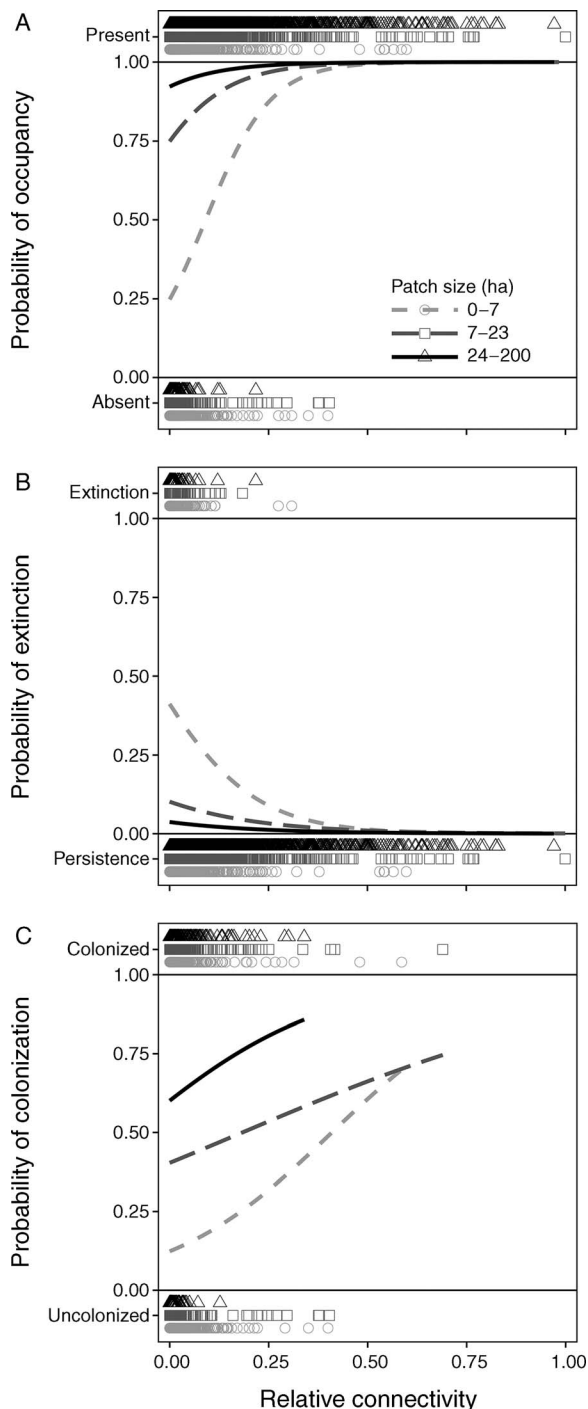 A
Present
1.00
0.75
0.50
0.25
0.00
Absent
Probability of occupancy
Patch size (ha)
0–7
7–23
24–200
B
Extinction
1.00
0.75
0.50
0.25
0.00
Persistence
Probability of extinction
C
Colonized
1.00
0.75
0.50
0.25
0.00
Uncolonized
Probability of colonization
0.00 0.25 0.50 0.75 1.00
Relative connectivity